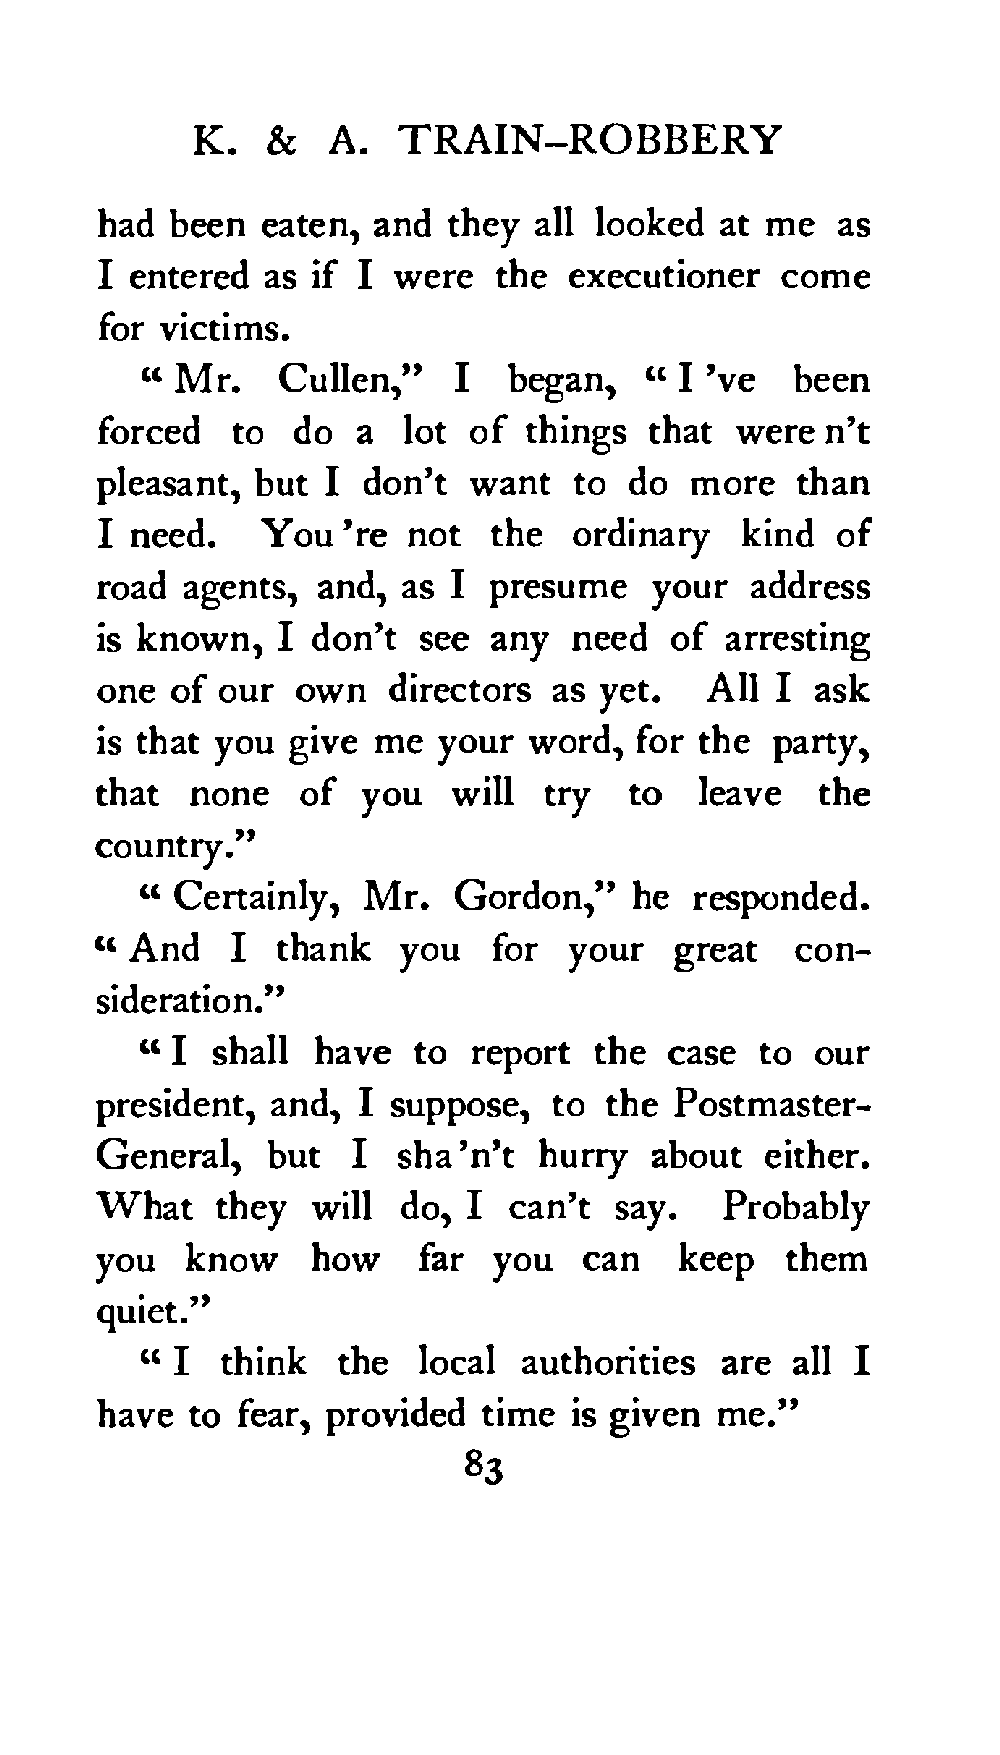 K. & A. TRAIN-ROBBERY
had been eaten, and they all looked at me as
I entered as if I were the executioner come
for victims.
“ Mr. Cullen,” I began, “ I ’ve been
forced to do a lot of things that were n’t
pleasant, but I don’t want to do more than
I need. You ’re not the ordinary kind of
road agents, and, as I presume your address
is known, I don’t see any need of arresting
one of our own directors as yet. All I ask
is that you give me your word, for the party,
that none of you will try to leave the
country.”
“ Certainly, Mr. Gordon,” he responded.
“ And I thank you for your great con-
sideration.”
“ I shall have to report the case to our
president, and, I suppose, to the Postmaster-
General, but I sha ’n’t hurry about either.
What they will do, I can’t say. Probably
you know how far you can keep them
quiet.”
“ I think the local authorities are all I
have to fear, provided time is given me.”
83